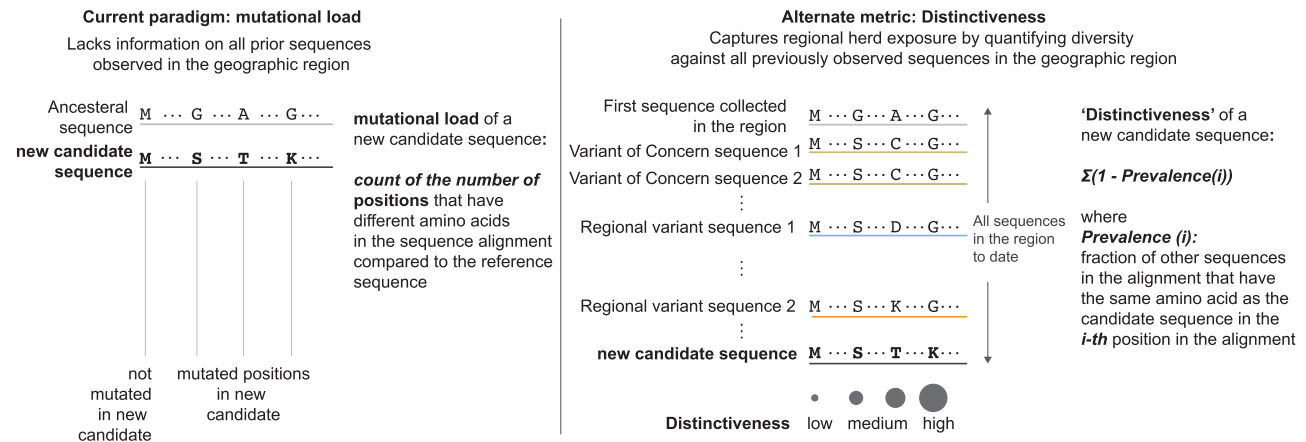 Current paradigm: mutational load
Lacks information on all prior sequences
observed in the geographic region
Ancesteral
sequence
M ··· G ··· A ··· G···
new candidate
sequence
M ··· S ··· T ··· K···
mutational load of a
new candidate sequence:
count of the number of
positions that have
different amino acids
in the sequence alignment
compared to the reference
sequence
not
mutated
in new
candidate
mutated positions
in new
candidate
Alternate metric: Distinctiveness
Captures regional herd exposure by quantifying diversity
against all previously observed sequences in the geographic region
First sequence collected
in the region
M ··· G··· A··· G···
Variant of Concern sequence 1 M ··· S··· C··· G···
Variant of Concern sequence 2 M ··· S··· C··· G···
⋮
Regional variant sequence 1 M ··· S··· D··· G···
⋮
Regional variant sequence 2 M ··· S··· K··· G···
⋮
new candidate sequence M ··· S··· T··· K···
All sequences
in the region
to date
Distinctiveness low medium high
‘Distinctiveness’ of a
new candidate sequence:
Σ(1 - Prevalence(i))
where
Prevalence (i):
fraction of other sequences
in the alignment that have
the same amino acid as the
candidate sequence in the
i-th position in the alignment